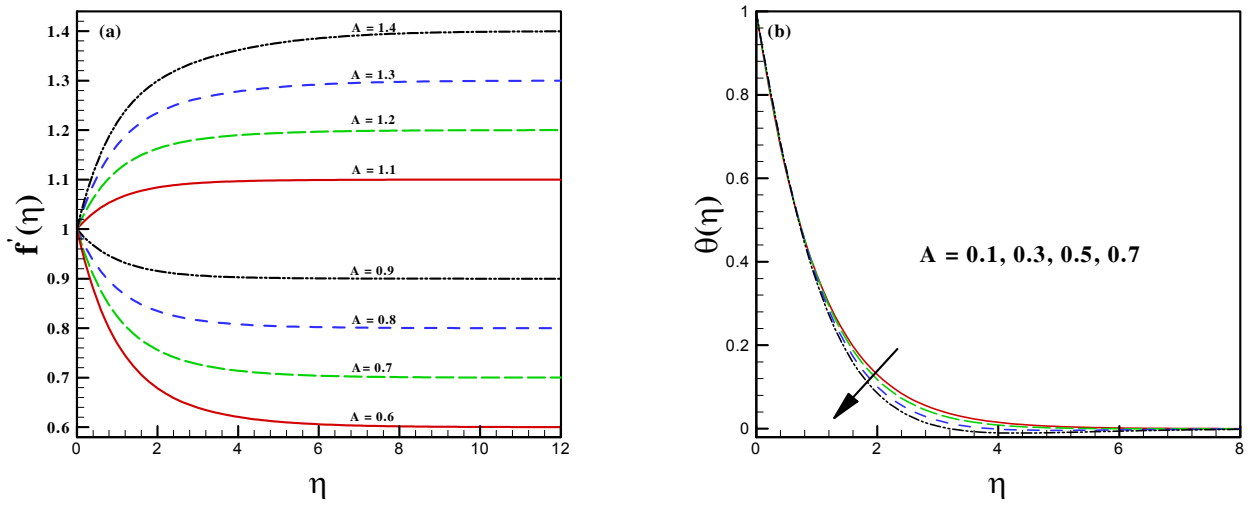 (a)
A = 1.4
1.4
A = 1.3
1.3
A = 1.2
1.2
A = 1.1
1.1
f'(η)
1
A = 0.9
0.9
A = 0.8
0.8
A= 0.7
0.7
A = 0.6
0.6
0 2 4 6 8 10 12
η
(b)
1
0.8
0.6
θ(η)
A = 0.1, 0.3, 0.5, 0.7
0.4
0.2
0
0 2 4 6 8
η